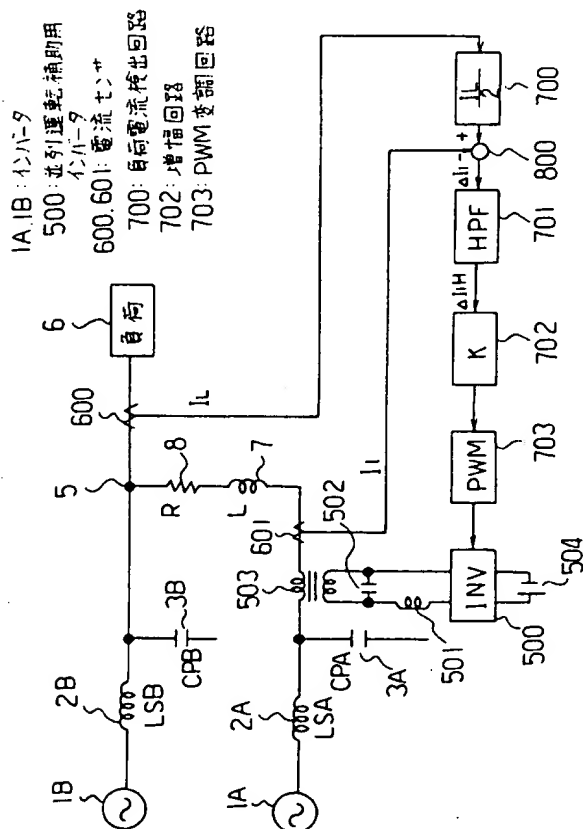 1A,1B:インバータ
500:並列運転補助用
インバータ
600,601:電流センサ
700:負荷電流検出回路
702:増幅回路
703:PWM変調回路
6
負荷
600
IL
5
R
8
L
7
I1
601
503
502
2B
LSB
3B
CPB
1B
2A
LSA
CPA
3A
1A
501
INV
500
504
PWM
703
K
702
ΔI1H
HPF
701
ΔI1
-
+
800
IL
2
700